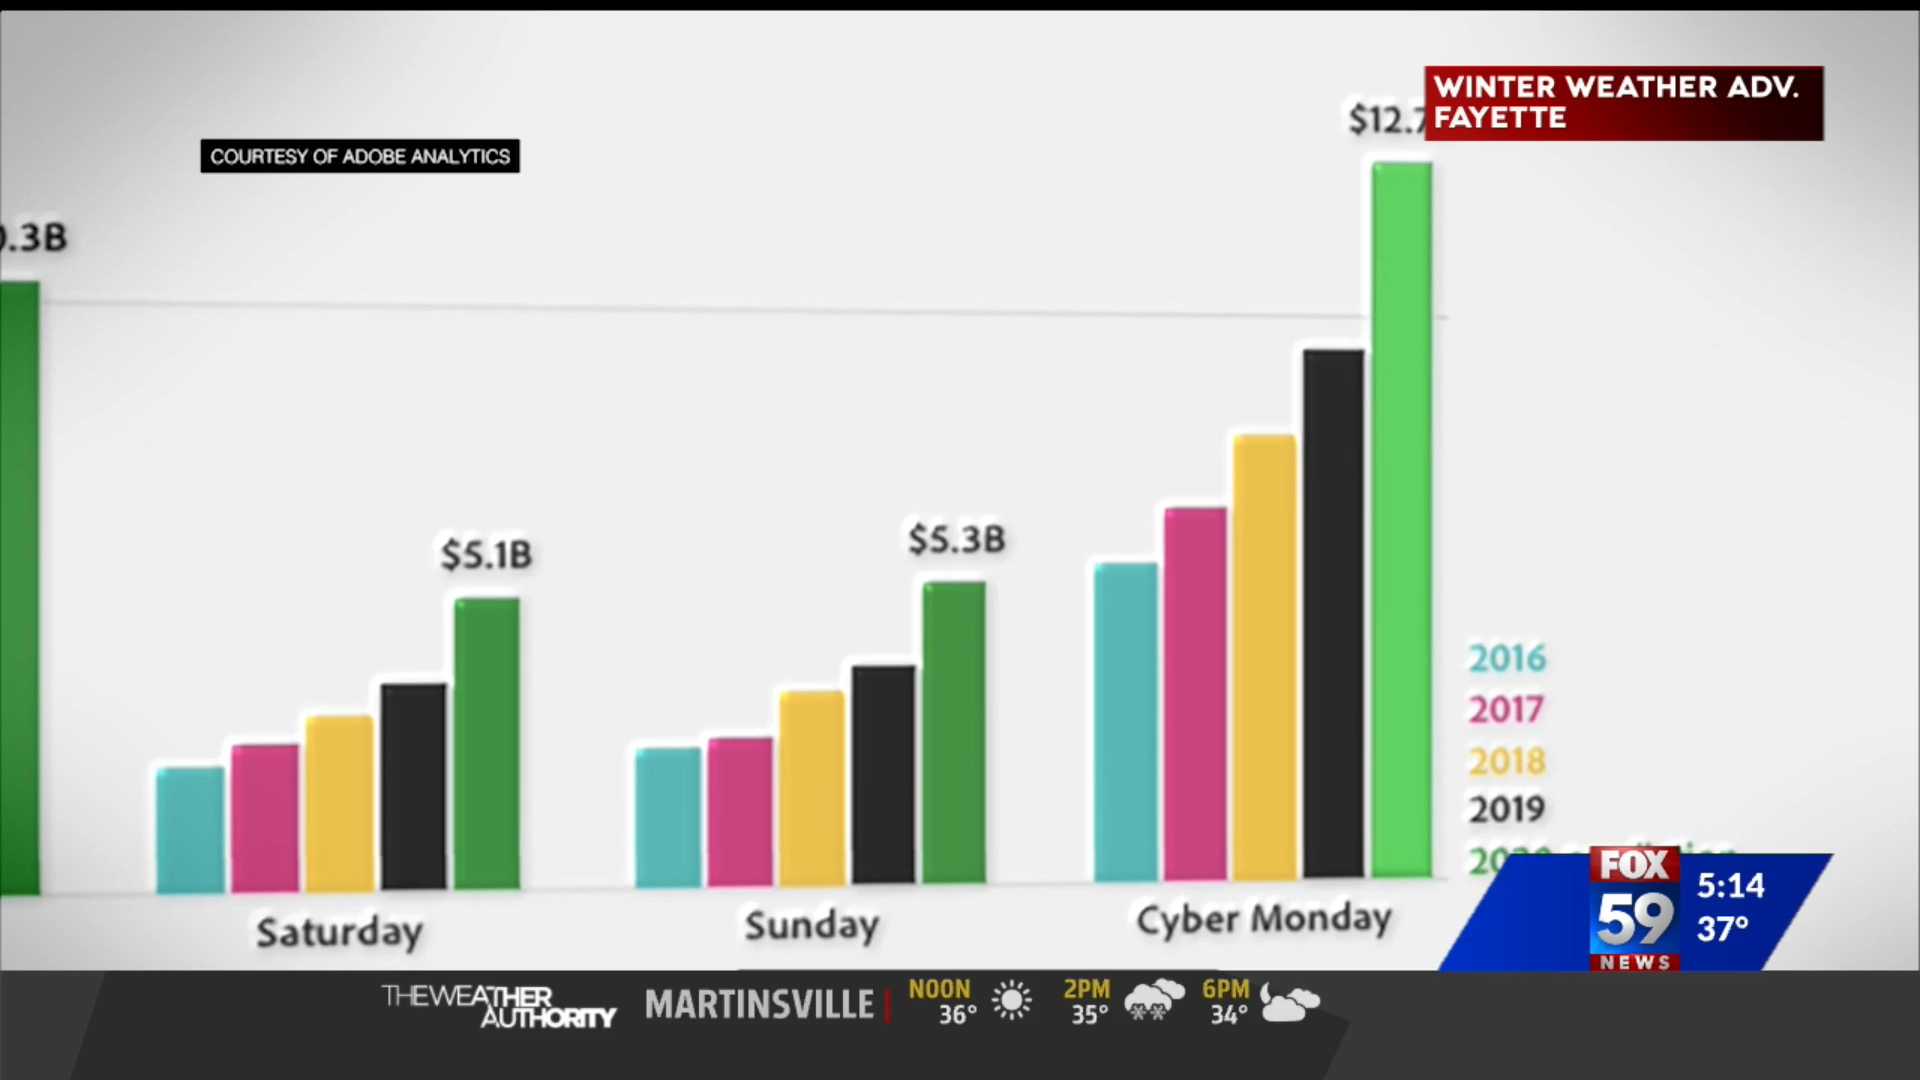 WINTER WEATHER ADV.
FAYETTE
$12.7
COURTESY OF ADOBE ANALYTICS
.3B
$5.1B
$5.3B
2016
2017
2018
2019
Saturday
Sunday
Cyber Monday
FOX
59
NEWS
5:14
37°
THE WEATHER
AUTHORITY
MARTINSVILLE
NOON
36°
2PM
35°
6PM
34°